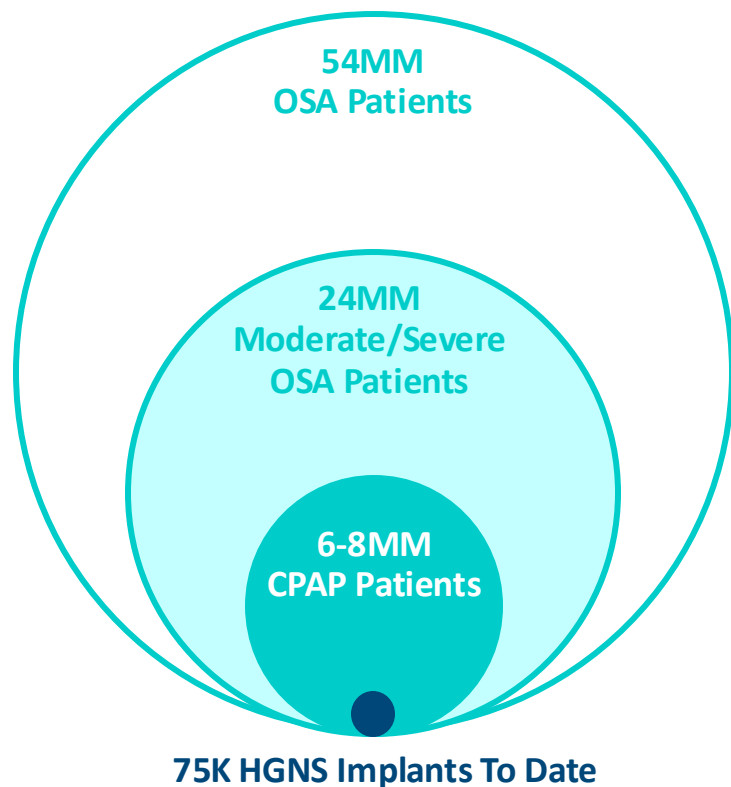 54MM
OSA Patients
24MM
Moderate/Severe
OSA Patients
6-8MM
CPAP Patients
75K HGNS Implants To Date